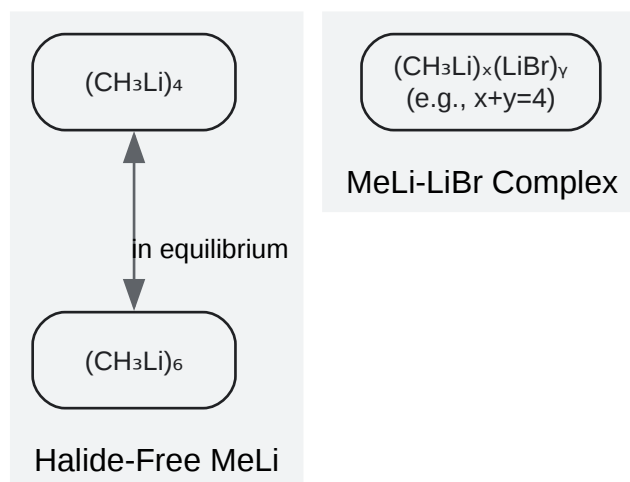 (CH₃Li)₄
in equilibrium
(CH₃Li)₆
Halide-Free MeLi
(CH₃Li)ₓ(LiBr)ᵧ
(e.g., x+y=4)
MeLi-LiBr Complex